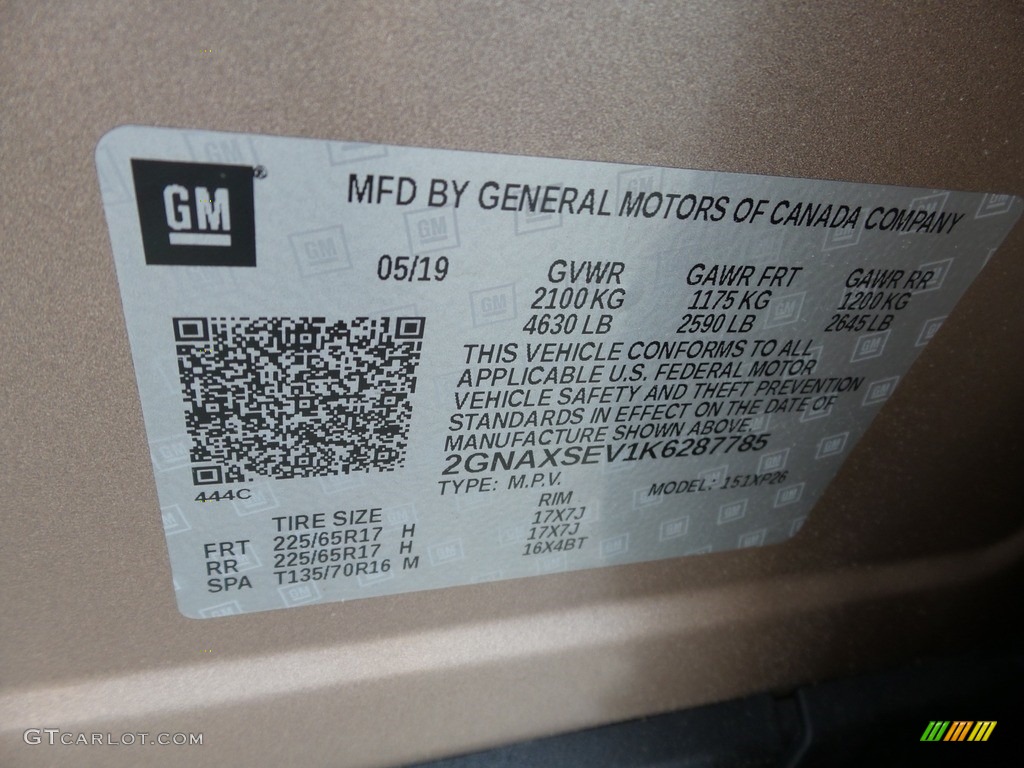 GM®
MFD BY GENERAL MOTORS OF CANADA COMPANY
05/19 GVWR GAWR FRT GAWR RR
2100 KG 1175 KG 1200 KG
4630 LB 2590 LB 2645 LB
THIS VEHICLE CONFORMS TO ALL
APPLICABLE U.S. FEDERAL MOTOR
VEHICLE SAFETY AND THEFT PREVENTION
STANDARDS IN EFFECT ON THE DATE OF
MANUFACTURE SHOWN ABOVE.
2GNAXSEV1K6287785
TYPE: M.P.V. MODEL: 151XP26
444C
TIRE SIZE RIM
FRT 225/65R17 H 17X7J
RR 225/65R17 H 17X7J
SPA T135/70R16 M 16X4BT
GTCARLOT.COM